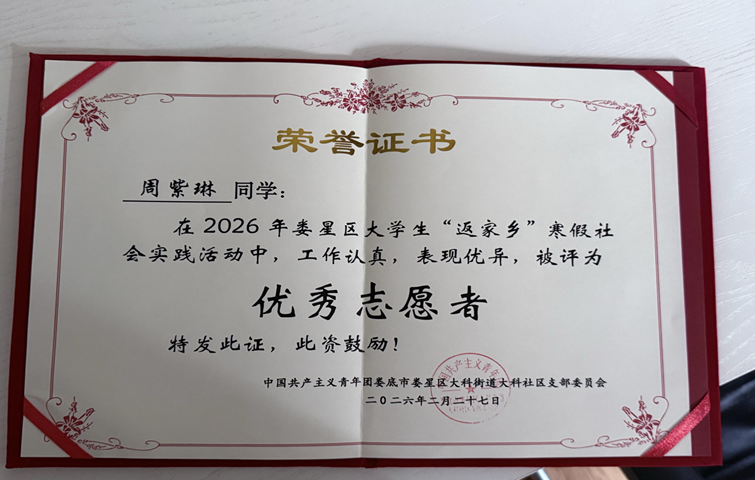 荣誉证书
周紫琳 同学：
在 2026 年娄星区大学生“返家乡”寒假社
会实践活动中，工作认真，表现优异，被评为
优秀志愿者
特发此证，此资鼓励！
中国共产主义青年团娄底市娄星区大科街道大科社区支部委员会
二〇二六年二月二十七日